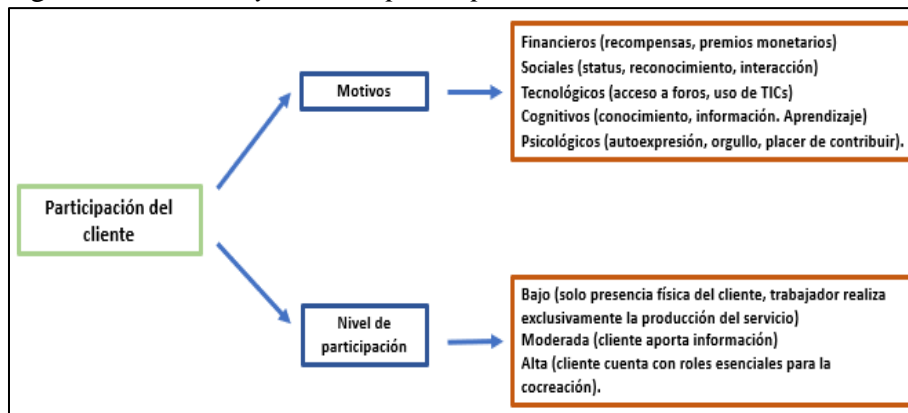 Financieros (recompensas, premios monetarios)
Sociales (status, reconocimiento, interacción)
Tecnológicos (acceso a foros, uso de TICs)
Cognitivos (conocimiento, información. Aprendizaje)
Psicológicos (autoexpresión, orgullo, placer de contribuir).
Motivos
Participación del
cliente
Nivel de
participación
Bajo (solo presencia física del cliente, trabajador realiza
exclusivamente la producción del servicio)
Moderada (cliente aporta información)
Alta (cliente cuenta con roles esenciales para la
cocreación).